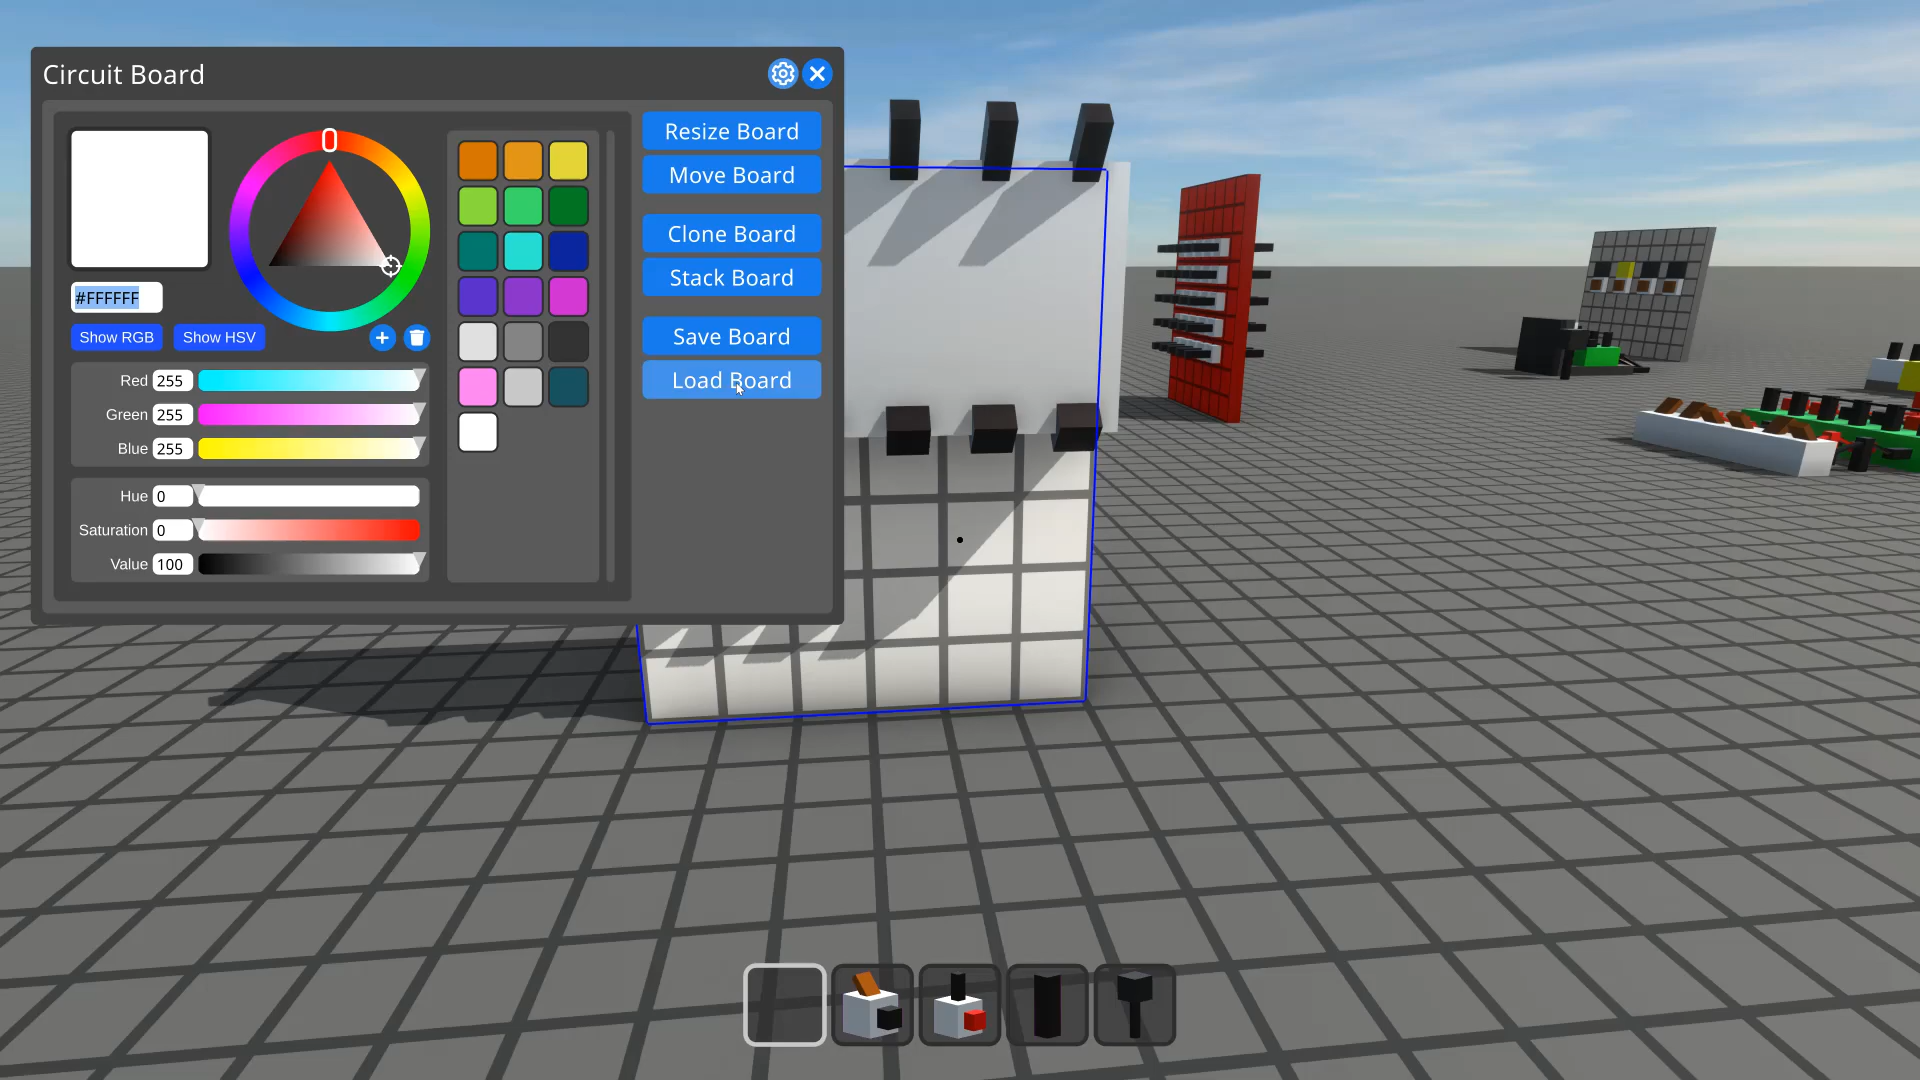 Circuit Board
#FFFFFF
Show RGB
Show HSV
Red 255
Green 255
Blue 255
Hue 0
Saturation 0
Value 100
Resize Board
Move Board
Clone Board
Stack Board
Save Board
Load Board